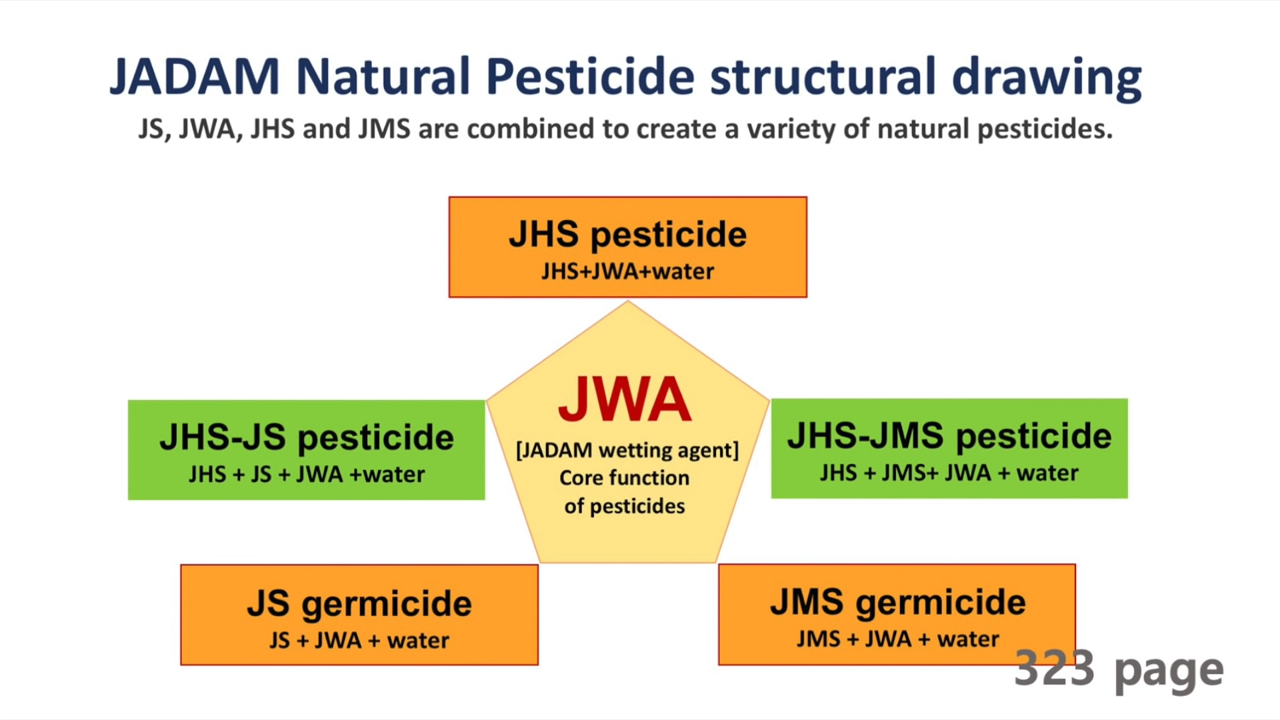 JADAM Natural Pesticide structural drawing
JS, JWA, JHS and JMS are combined to create a variety of natural pesticides.
JHS pesticide
JHS+JWA+water
JWA
[JADAM wetting agent]
Core function
of pesticides
JHS-JS pesticide
JHS + JS + JWA +water
JHS-JMS pesticide
JHS + JMS+ JWA + water
JS germicide
JS + JWA + water
JMS germicide
JMS + JWA + water
323 page